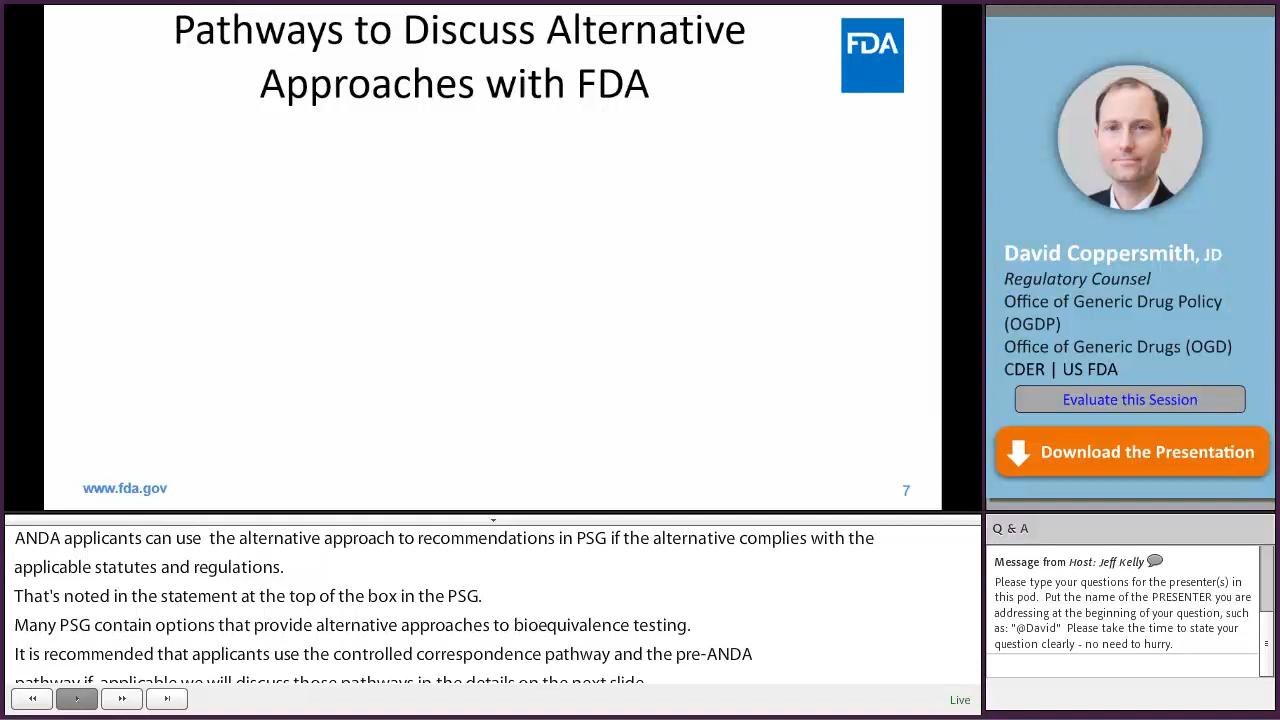 Pathways to Discuss Alternative
Approaches with FDA
FDA
www.fda.gov
7
David Coppersmith, JD
Regulatory Counsel
Office of Generic Drug Policy
(OGDP)
Office of Generic Drugs (OGD)
CDER | US FDA
Evaluate this Session
Download the Presentation
ANDA applicants can use  the alternative approach to recommendations in PSG if the alternative complies with the
applicable statutes and regulations.
That's noted in the statement at the top of the box in the PSG.
Many PSG contain options that provide alternative approaches to bioequivalence testing.
It is recommended that applicants use the controlled correspondence pathway and the pre-ANDA
pathway if  applicable we will discuss those pathways in the details on the next slide
Live
Q & A
Message from Host: Jeff Kelly
Please type your questions for the presenter(s) in
this pod.  Put the name of the PRESENTER you are
addressing at the beginning of your question, such
as: "@David"  Please take the time to state your
question clearly - no need to hurry.